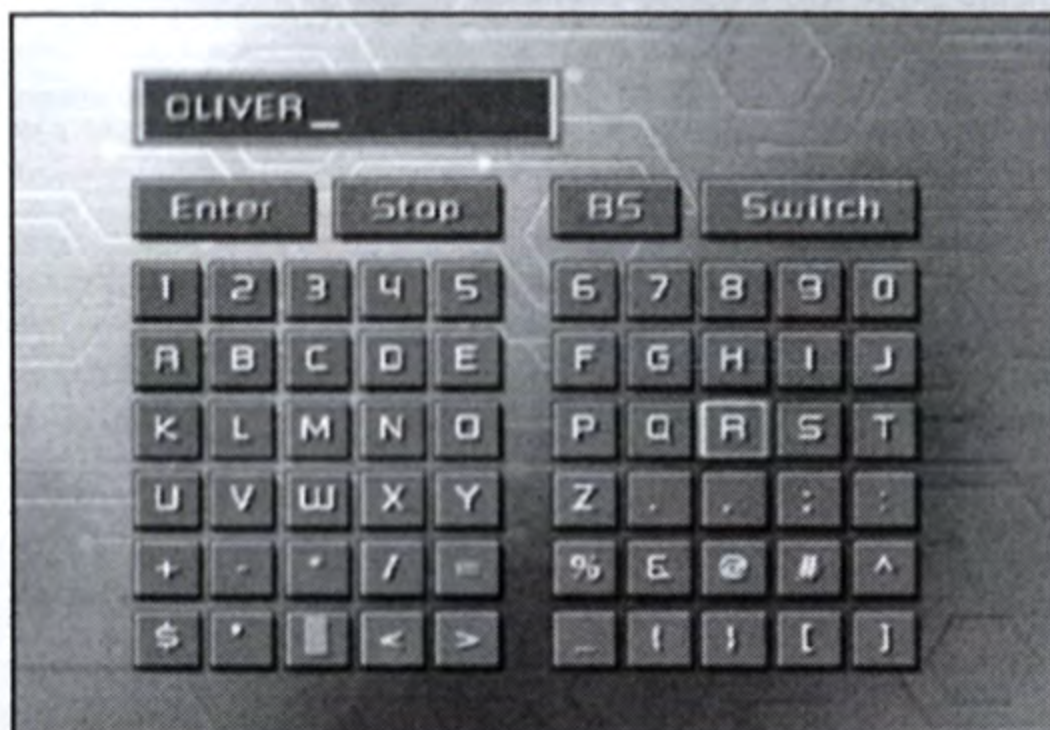 OLIVER_
Enter Stop BS Switch
1 2 3 4 5 6 7 8 9 0
A B C D E F G H I J
K L M N O P Q R S T
U V W X Y Z . , ; :
+ - * / = % & @ # ^
$ ' < > _ { } [ ]